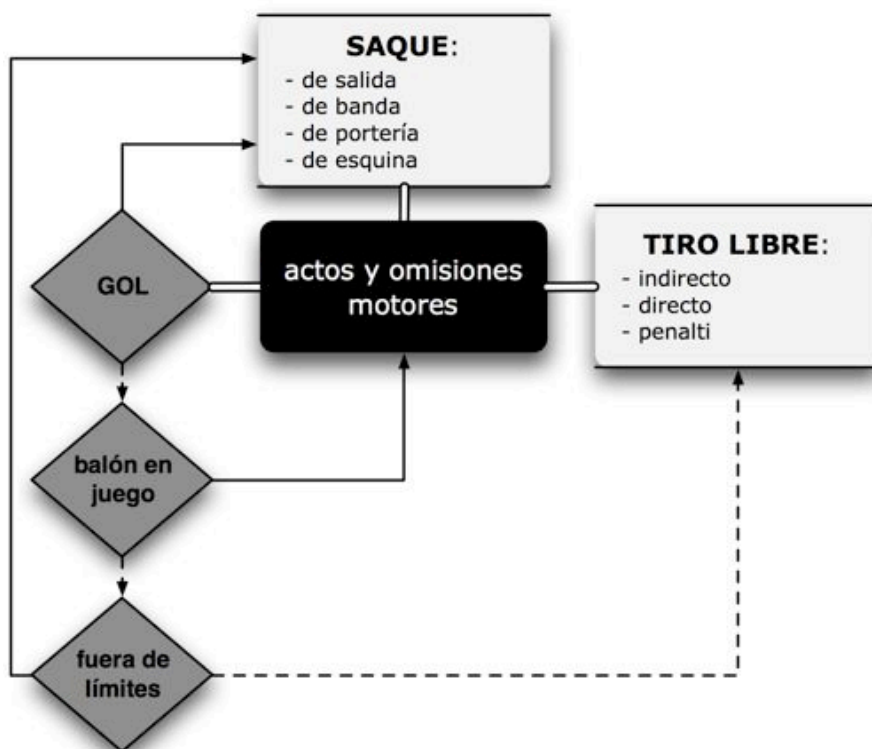 SAQUE:
- de salida
- de banda
- de portería
- de esquina
actos y omisiones
motores
TIRO LIBRE:
- indirecto
- directo
- penalti
GOL
balón en
juego
fuera de
límites